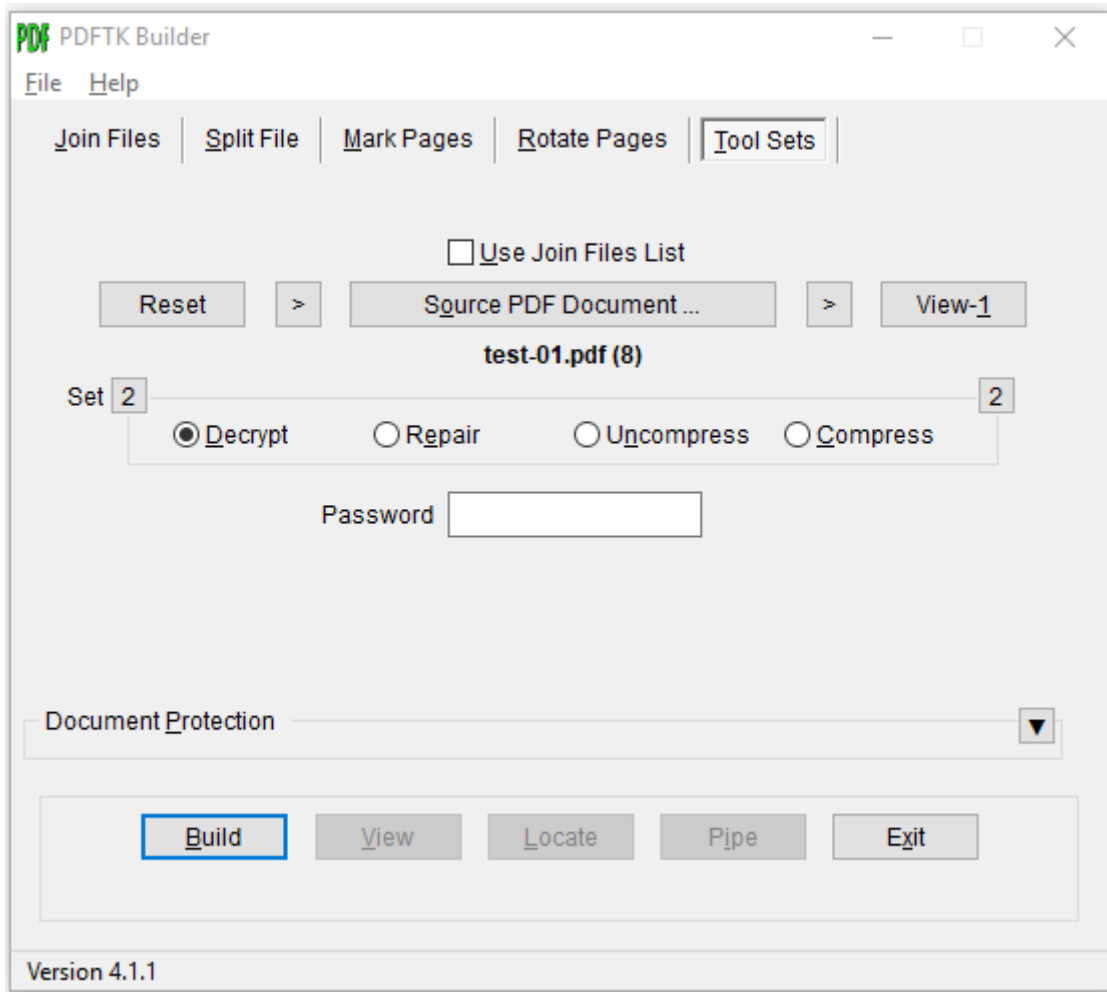 PDF PDFTK Builder
File Help
Join Files Split File Mark Pages Rotate Pages Tool Sets
Use Join Files List
Reset > Source PDF Document ... > View-1
test-01.pdf (8)
Set 2 2
Decrypt Repair Uncompress Compress
Password
Document Protection ▼
Build View Locate Pipe Exit
Version 4.1.1